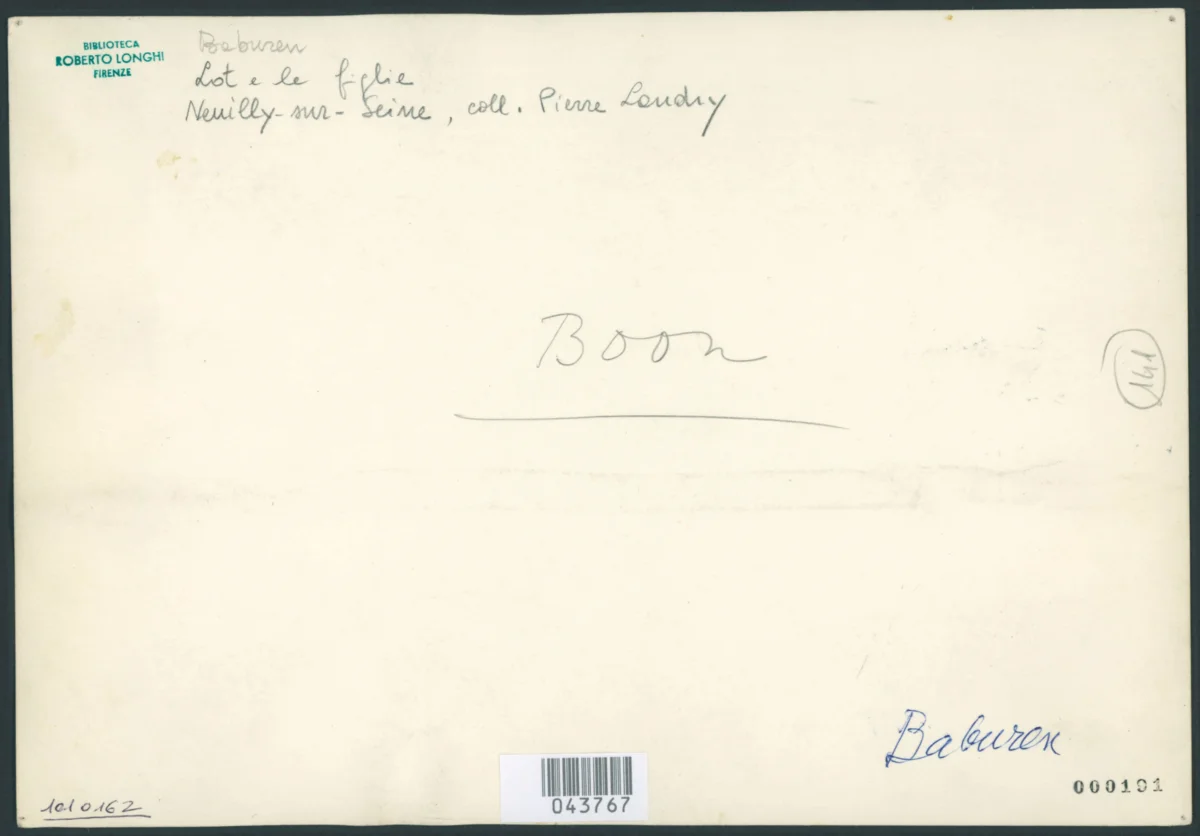 BIBLIOTECA
ROBERTO LONGHI
FIRENZE
Baburen
Lot e le figlie
Neuilly-sur-Seine, coll. Pierre Landry
Boon
141
Baburen
000191
043767
1010162